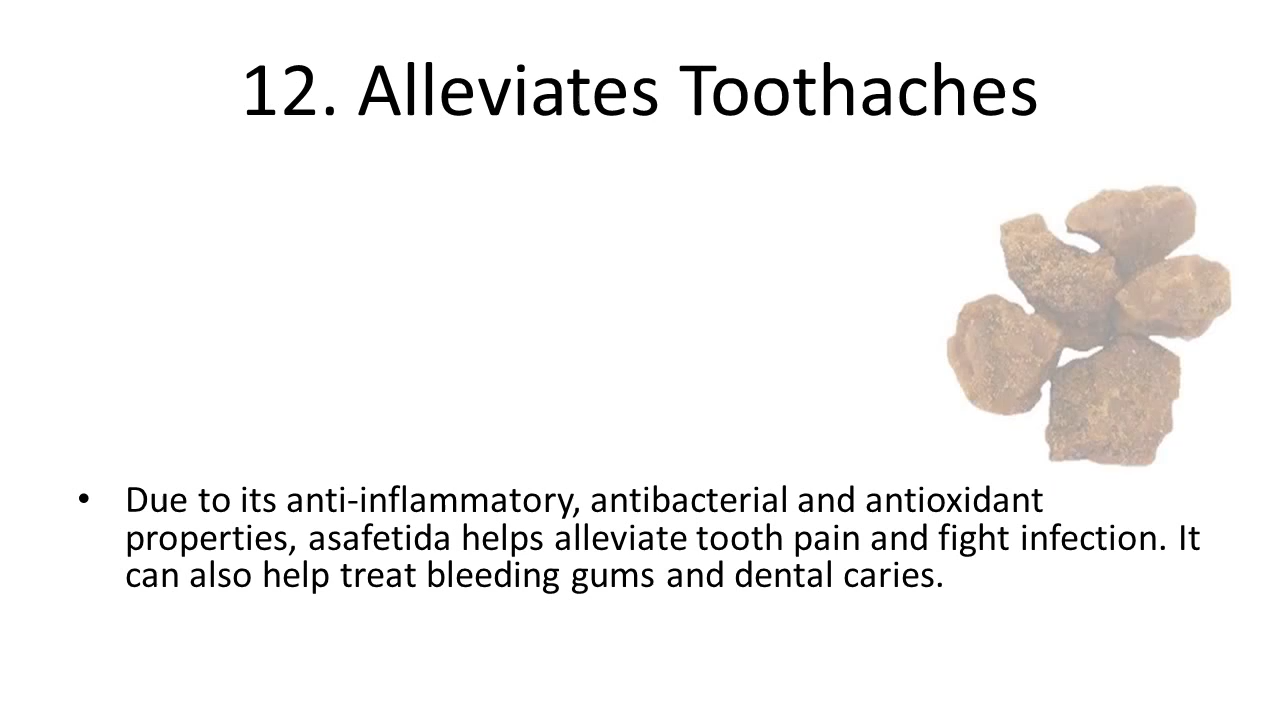 12. Alleviates Toothaches
• Due to its anti-inflammatory, antibacterial and antioxidant
properties, asafetida helps alleviate tooth pain and fight infection. It
can also help treat bleeding gums and dental caries.